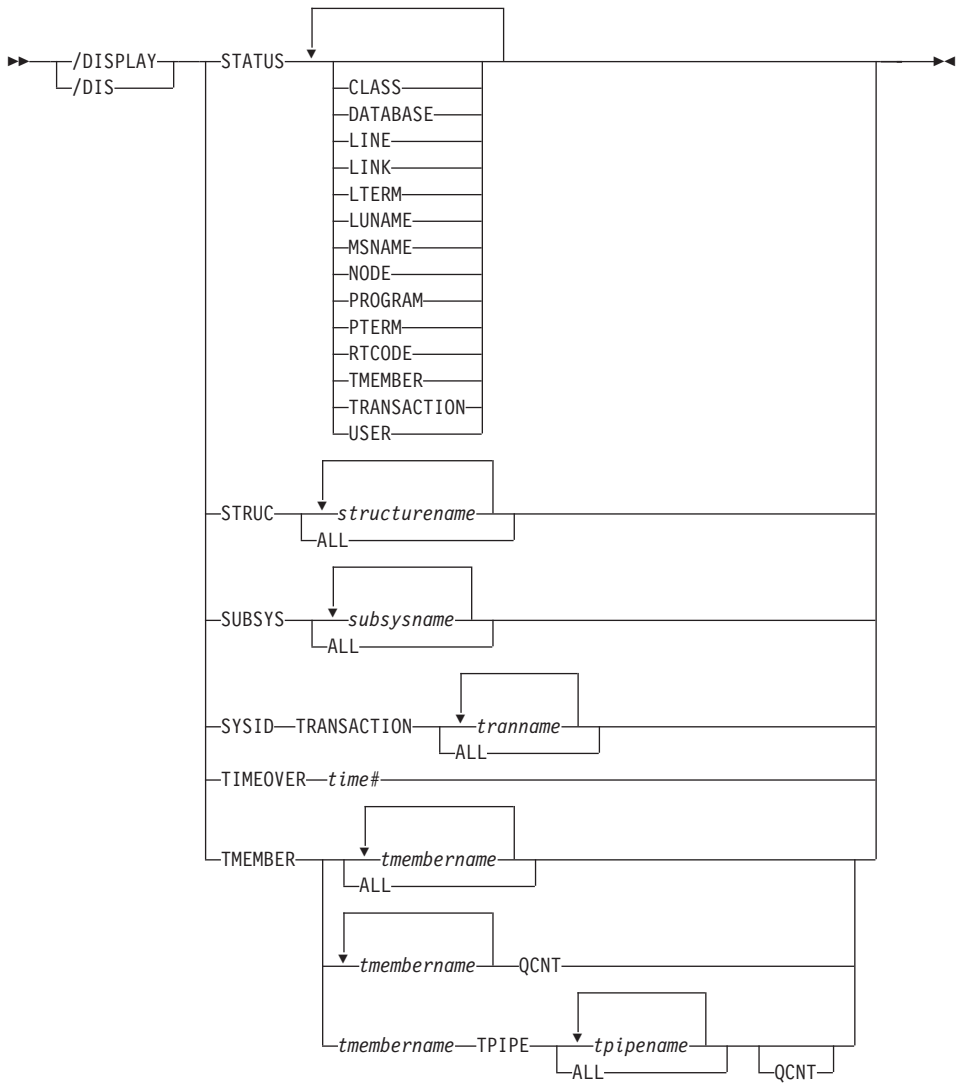 /DISPLAY STATUS
/DIS
CLASS
DATABASE
LINE
LINK
LTERM
LUNAME
MSNAME
NODE
PROGRAM
PTERM
RTCODE
TMEMBER
TRANSACTION
USER
STRUC structurename
ALL
SUBSYS subsysname
ALL
SYSID TRANSACTION tranname
ALL
TIMEOVER time#
TMEMBER tmembername
ALL
tmembername QCNT
tmembername TPIPE tpipename
ALL QCNT